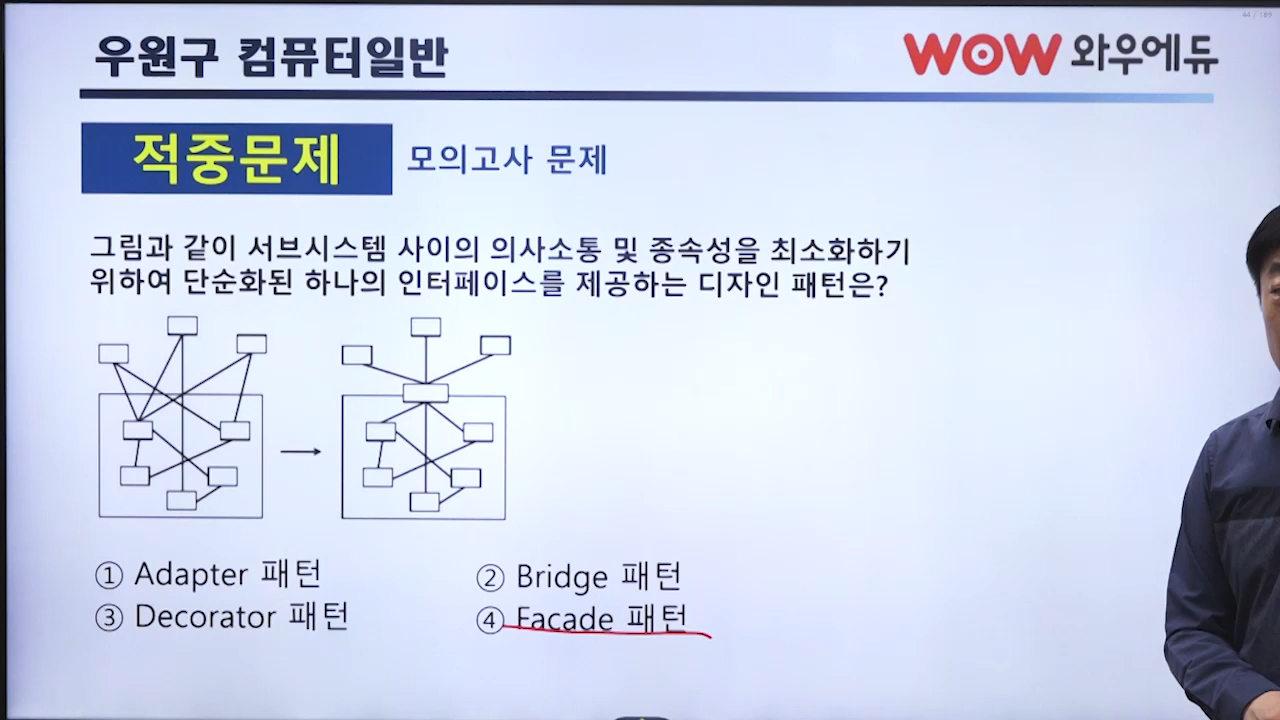 우원구 컴퓨터일반
WOW 와우에듀
적중문제
모의고사 문제
그림과 같이 서브시스템 사이의 의사소통 및 종속성을 최소화하기
위하여 단순화된 하나의 인터페이스를 제공하는 디자인 패턴은?
① Adapter 패턴
② Bridge 패턴
③ Decorator 패턴
④ Facade 패턴